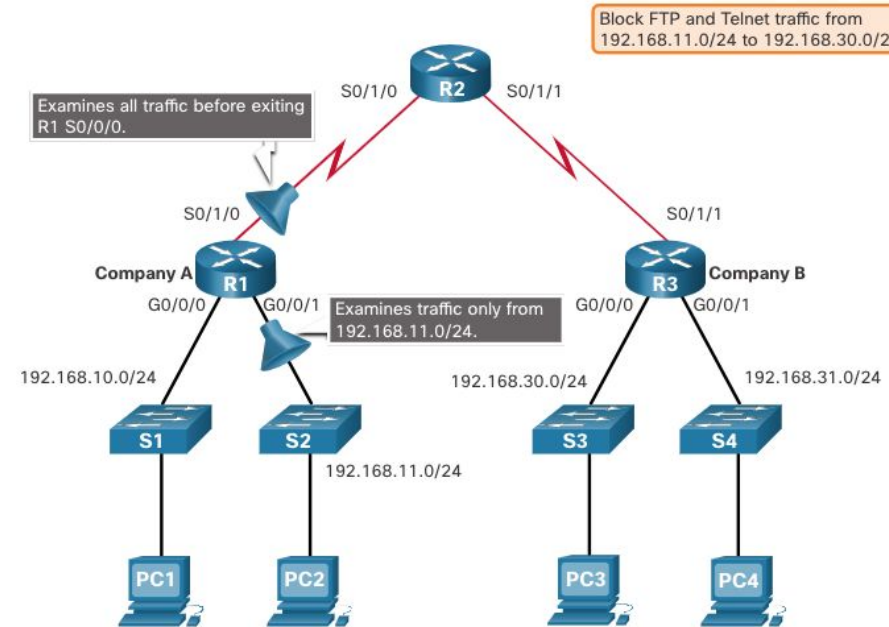 Block FTP and Telnet traffic from
192.168.11.0/24 to 192.168.30.0/2
R2
S0/1/0
S0/1/1
Examines all traffic before exiting
R1 S0/0/0.
S0/1/0
S0/1/1
Company A
R1
R3
Company B
G0/0/0
G0/0/1
G0/0/0
G0/0/1
Examines traffic only from
192.168.11.0/24.
192.168.10.0/24
192.168.30.0/24
192.168.31.0/24
S1
S2
S3
S4
192.168.11.0/24
PC1
PC2
PC3
PC4